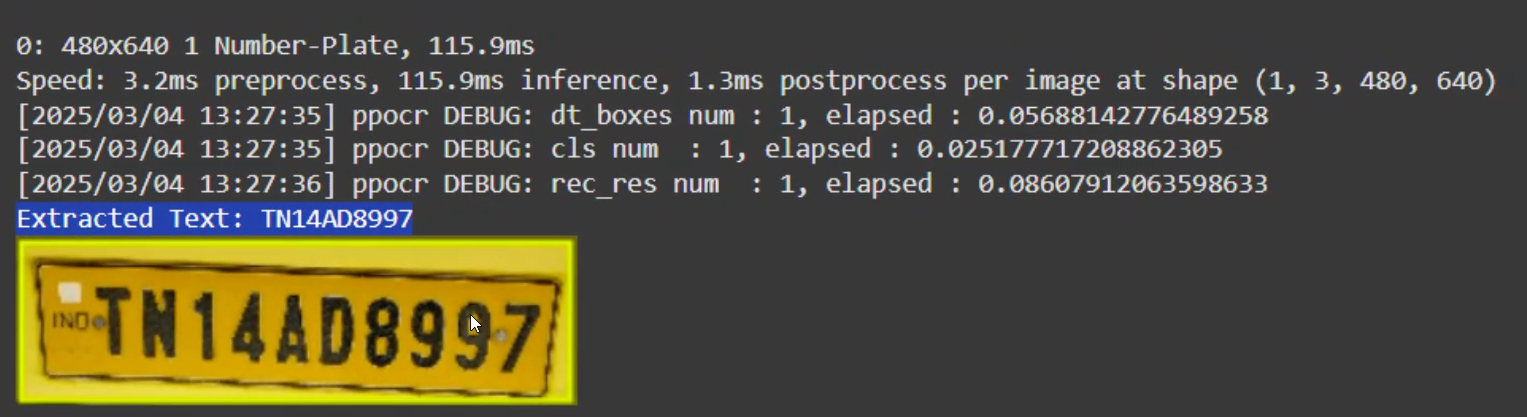 0: 480x640 1 Number-Plate, 115.9ms
Speed: 3.2ms preprocess, 115.9ms inference, 1.3ms postprocess per image at shape (1, 3, 480, 640)
[2025/03/04 13:27:35] ppocr DEBUG: dt_boxes num : 1, elapsed : 0.05688142776489258
[2025/03/04 13:27:35] ppocr DEBUG: cls num  : 1, elapsed : 0.025177717208862305
[2025/03/04 13:27:36] ppocr DEBUG: rec_res num  : 1, elapsed : 0.08607912063598633
Extracted Text: TN14AD8997
IND TN14AD8997